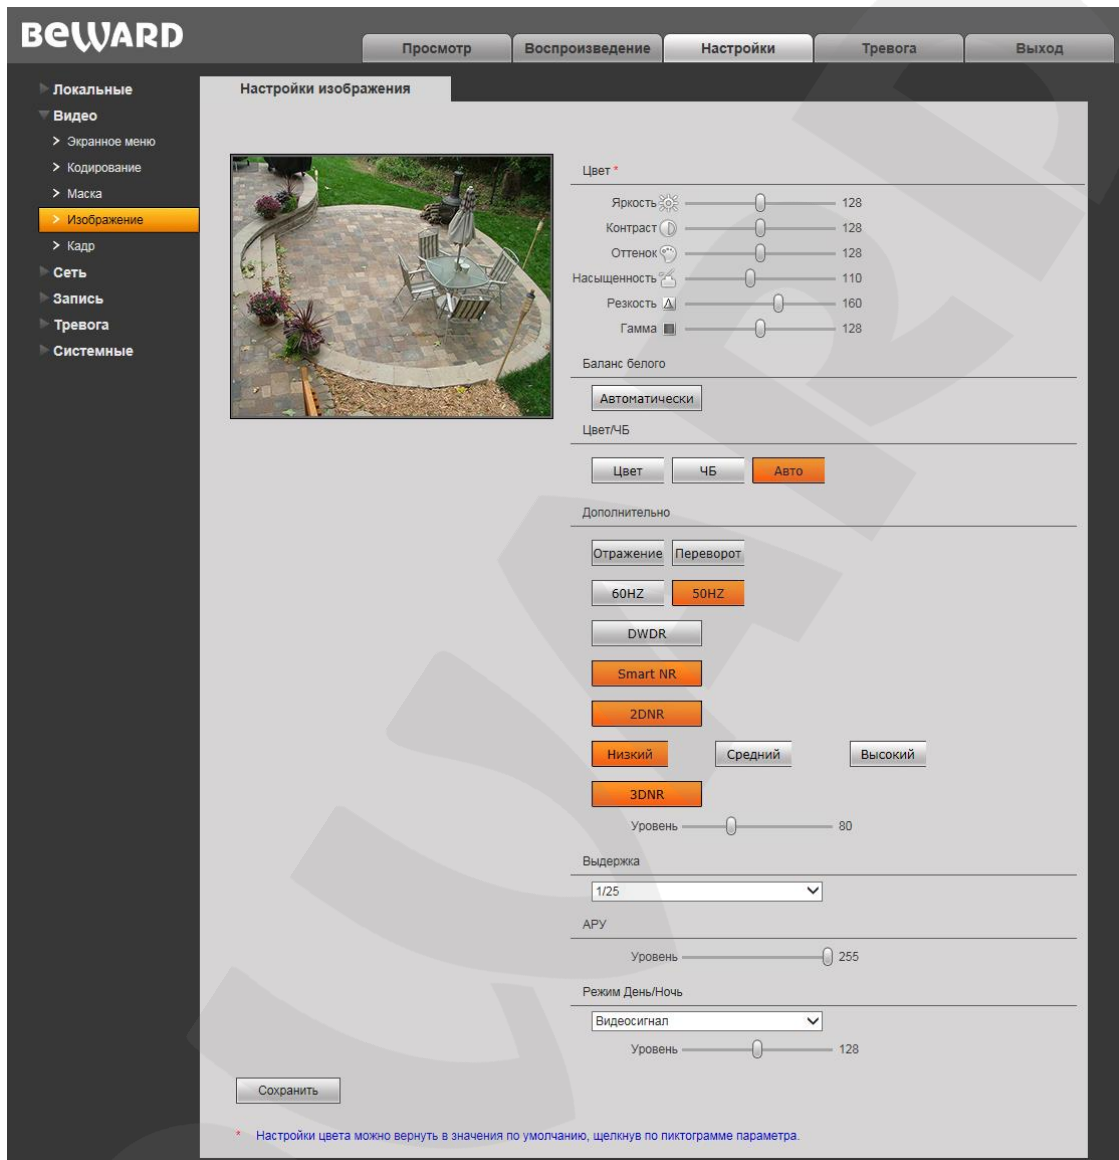 BEWARD
Просмотр Воспроизведение Настройки Тревога Выход
Локальные
Видео
> Экранное меню
> Кодирование
> Маска
> Изображение
> Кадр
Сеть
Запись
Тревога
Системные
Настройки изображения
Цвет *
Яркость 128
Контраст 128
Оттенок 128
Насыщенность 110
Резкость 160
Гамма 128
Баланс белого
Автоматически
Цвет/ЧБ
Цвет ЧБ Авто
Дополнительно
Отражение Переворот
60HZ 50HZ
DWDR
Smart NR
2DNR
Низкий Средний Высокий
3DNR
Уровень 80
Выдержка
1/25
АРУ
Уровень 255
Режим День/Ночь
Видеосигнал
Уровень 128
Сохранить
* Настройки цвета можно вернуть в значения по умолчанию, щелкнув по пиктограмме параметра.